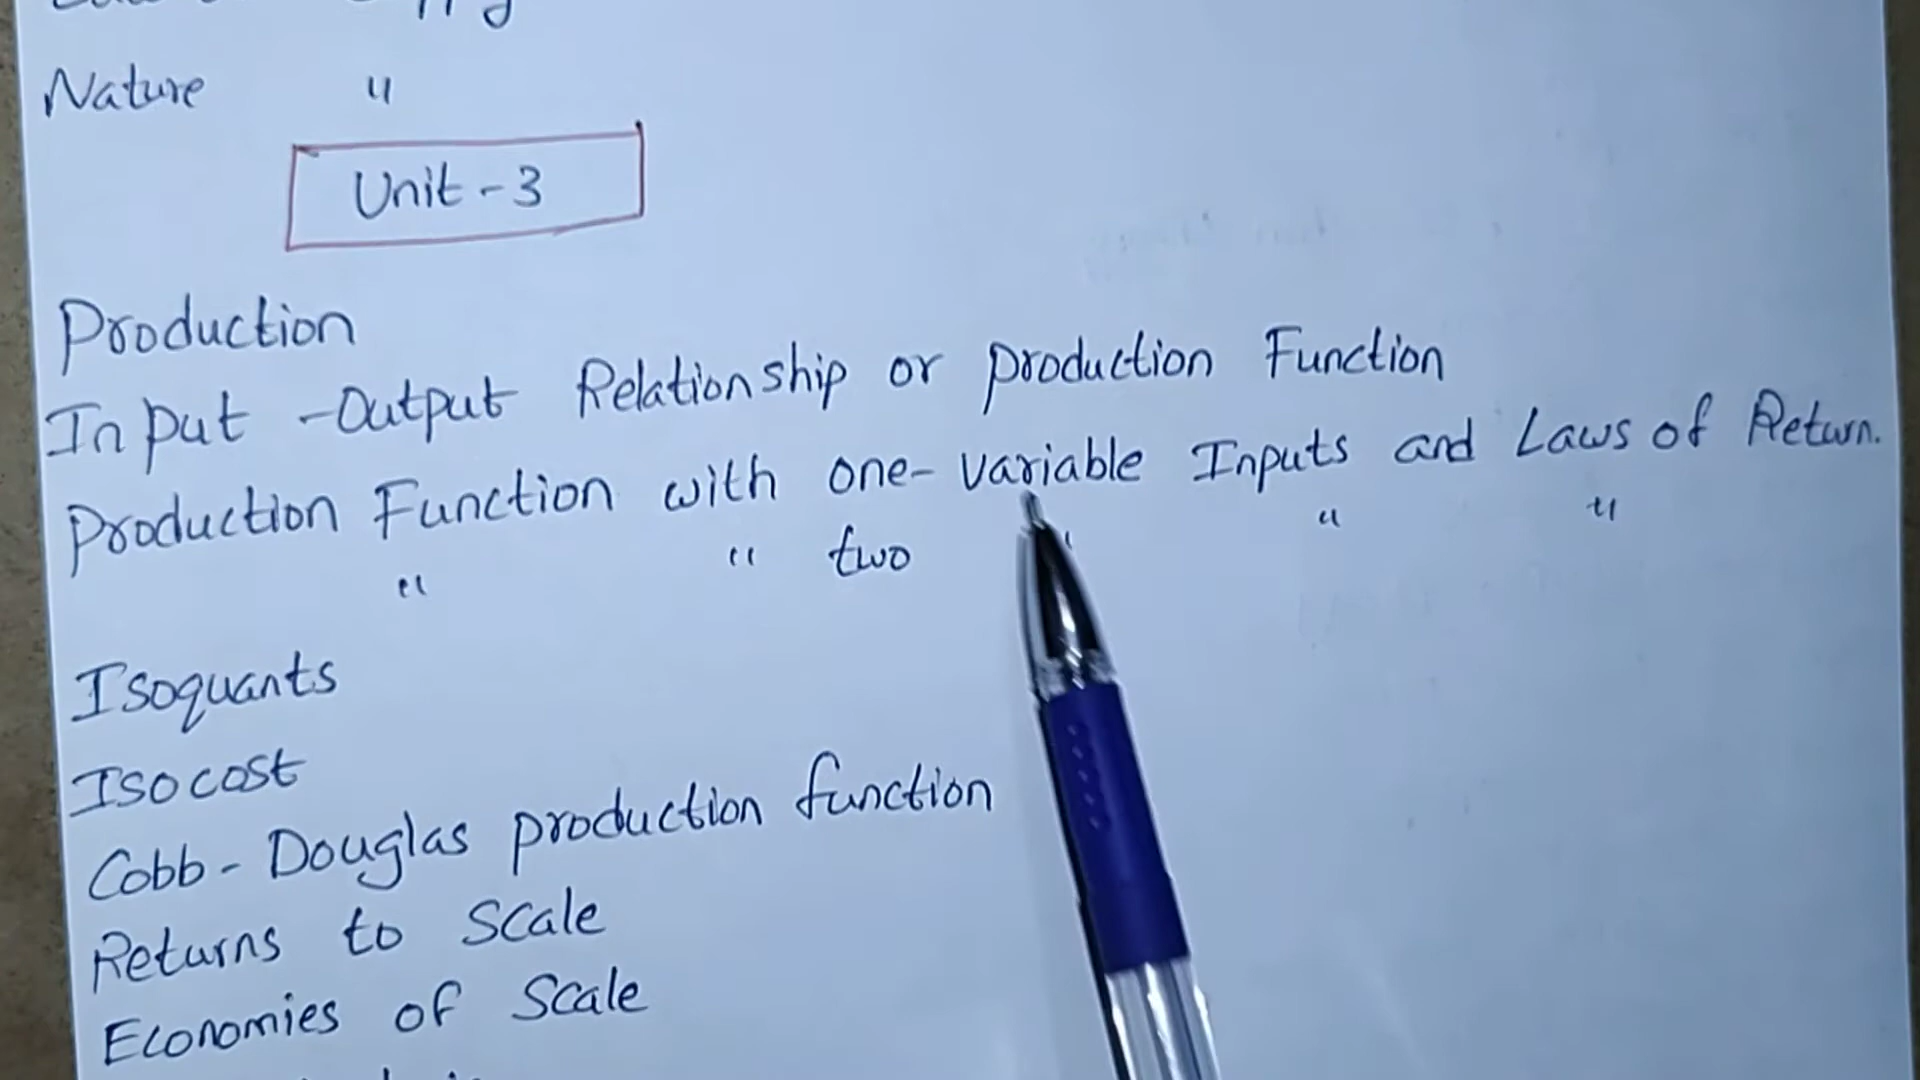 Nature "
Unit - 3
Production
Input - Output Relationship or production Function
Production Function with one - variable Inputs and Laws of Return.
" " two " " "
Isoquants
Isocost
Cobb - Douglas production function
Returns to Scale
Economies of Scale